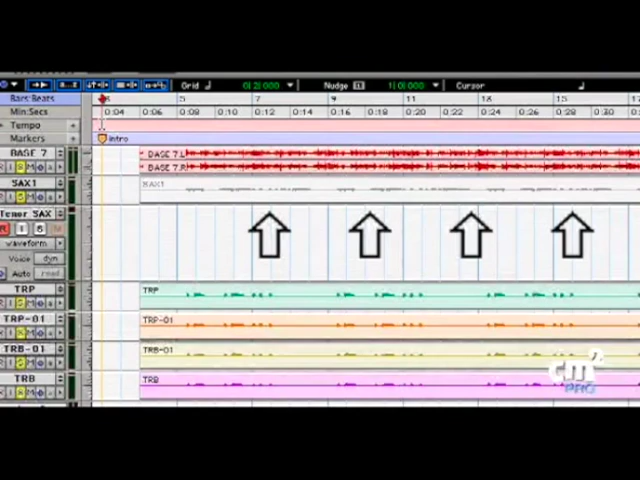 Grid 0|2|000 Nudge 1|0|000 Cursor
Bars:Beats 5 7 9 11 13 15 17
Min:Secs 0:04 0:06 0:08 0:10 0:12 0:14 0:16 0:18 0:20 0:22 0:24 0:26 0:28 0:30
Tempo
Markers Intro
BASE 7 BASE 7.L
R I S M BASE 7.R
SAX1 SAX1
R I S M
Tenor SAX
R I S M
waveform
Voice dyn
Auto read
TRP TRP
R I S M
TRP-01 TRP-01
R I S M
TRB-01 TRB-01
R I S M
TRB TRB
R I S M
cm7.
PRO